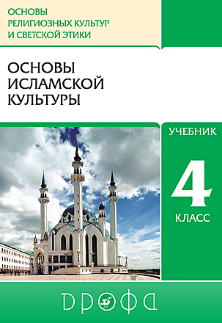 ОСНОВЫ
РЕЛИГИОЗНЫХ КУЛЬТУР
И СВЕТСКОЙ ЭТИКИ
ОСНОВЫ
ИСЛАМСКОЙ
КУЛЬТУРЫ
УЧЕБНИК
4
КЛАСС
ДРОФА